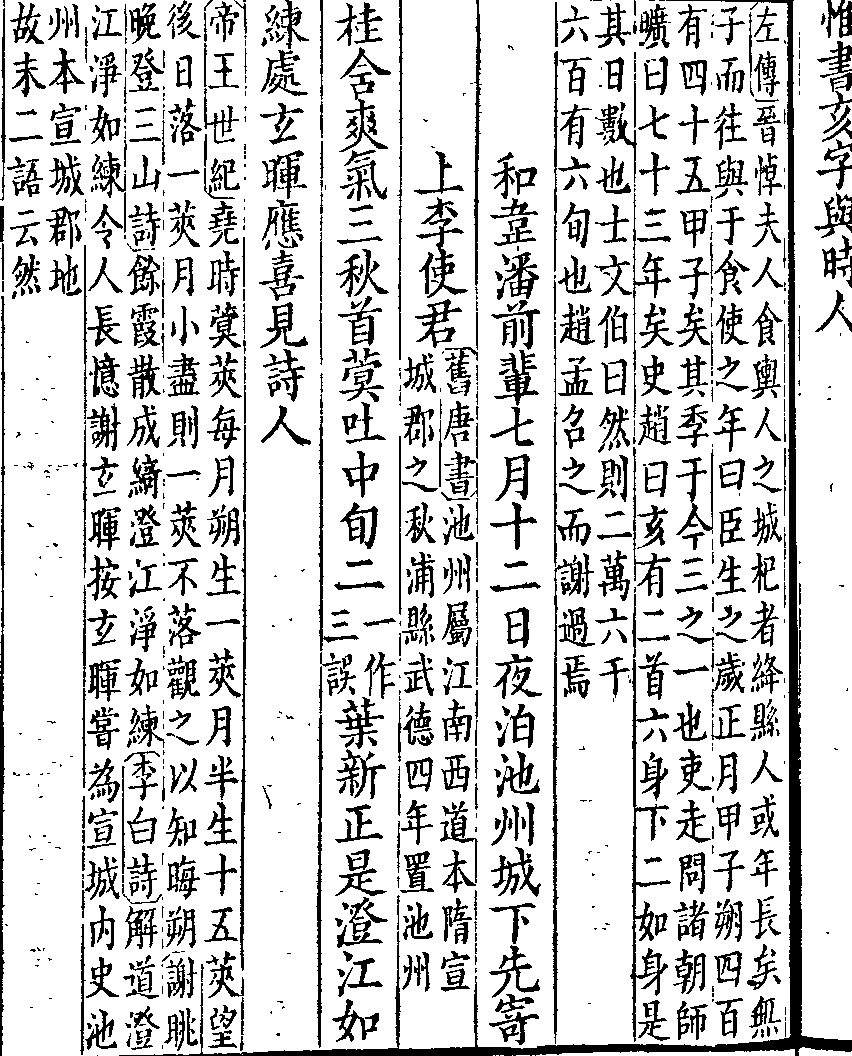 惟書亥字與時人
左傳晉悼夫人食輿人之城杞者絳縣人或年長矣無
子而往與于食使之年曰臣生之歲正月甲子朔四百
有四十五甲子矣其季于今三之一也吏走問諸朝師
曠曰七十三年矣史趙曰亥有二首六身下二如身是
其日數也士文伯曰然則二萬六千
六百有六旬也趙孟召之而謝過焉
和韋潘前輩七月十二日夜泊池州城下先寄
上李使君
舊唐書池州屬江南西道本隋宣
城郡之秋浦縣武德四年置池州
桂含爽氣三秋首蓂吐中旬二
一作
三誤
葉新正是澄江如
練處玄暉應喜見詩人
帝王世紀堯時蓂莢每月朔生一莢月半生十五莢望
後日落一莢月小盡則一莢不落觀之以知晦朔謝眺
晚登三山詩餘霞散成綺澄江淨如練李白詩解道澄
江淨如練令人長憶謝玄暉按玄暉嘗為宣城內史池
州本宣城郡地
故末二語云然